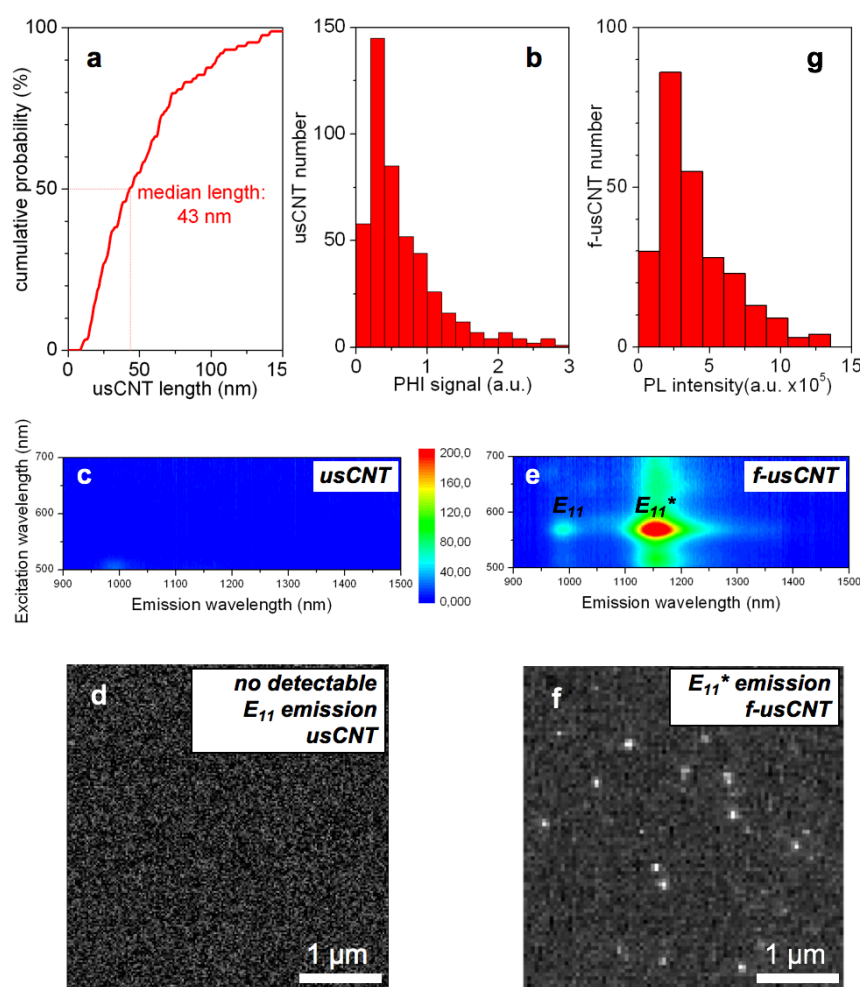 a
cumulative probability (%)
100
50
0
median length:
43 nm
0
50
100
15
usCNT length (nm)
b
usCNT number
150
100
50
0
0
1
2
3
PHI signal (a.u.)
g
f-usCNT number
100
50
0
0
5
10
15
PL intensity(a.u. x10⁵)
Excitation wavelength (nm)
c
usCNT
700
600
500
900
1000
1100
1200
1300
1400
1500
Emission wavelength (nm)
200,0
160,0
120,0
80,00
40,00
0,000
e
f-usCNT
E₁₁
E₁₁*
700
600
500
900
1000
1100
1200
1300
1400
1500
Emission wavelength (nm)
d
no detectable
E₁₁ emission
usCNT
1 µm
f
E₁₁* emission
f-usCNT
1 µm